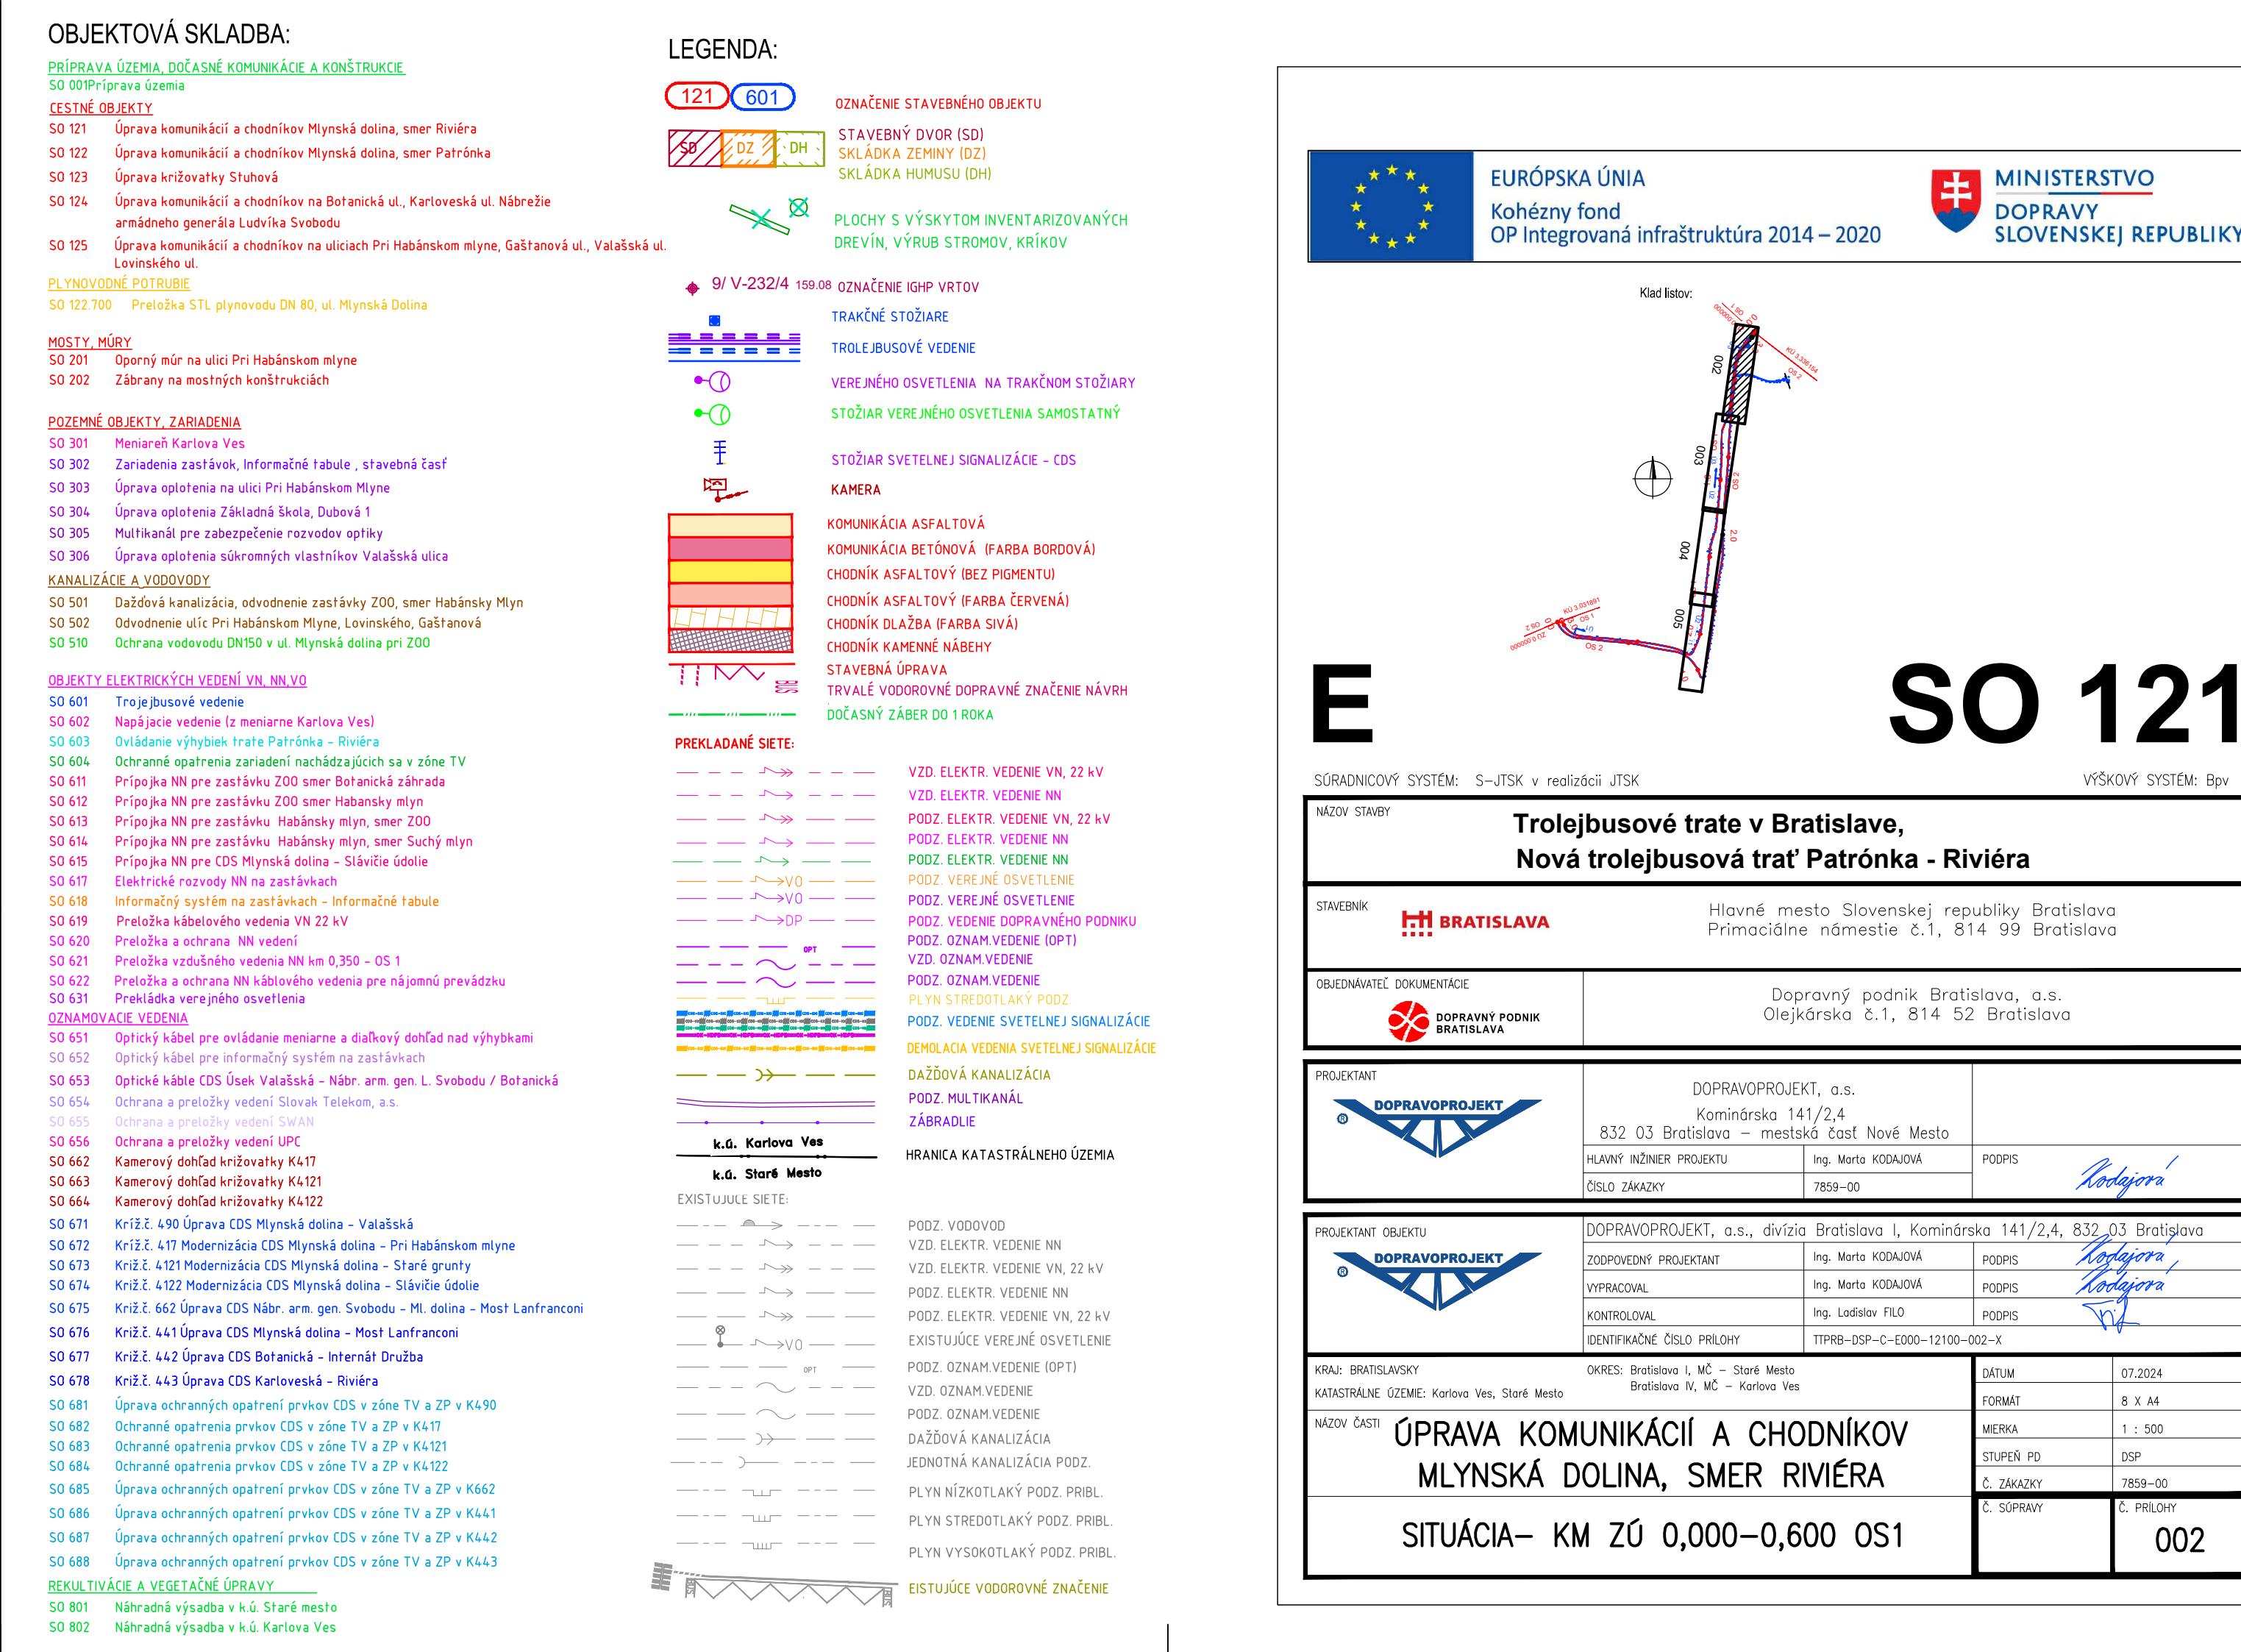 OBJEKTOVÁ SKLADBA:
PRÍPRAVA ÚZEMIA, DOČASNÉ KOMUNIKÁCIE A KONŠTRUKCIE
SO 001Príprava územia
CESTNÉ OBJEKTY
SO 121 Úprava komunikácií a chodníkov Mlynská dolina, smer Riviéra
SO 122 Úprava komunikácií a chodníkov Mlynská dolina, smer Patrónka
SO 123 Úprava križovatky Stuhová
SO 124 Úprava komunikácií a chodníkov na Botanická ul., Karloveská ul. Nábrežie
armádneho generála Ludvíka Svobodu
SO 125 Úprava komunikácií a chodníkov na uliciach Pri Habánskom mlyne, Gaštanová ul., Valašská ul.
Lovinského ul.
PLYNOVODNÉ POTRUBIE
SO 122.700 Preložka STL plynovodu DN 80, ul. Mlynská Dolina
MOSTY, MÚRY
SO 201 Oporný múr na ulici Pri Habánskom mlyne
SO 202 Zábrany na mostných konštrukciách
POZEMNÉ OBJEKTY, ZARIADENIA
SO 301 Meniareň Karlova Ves
SO 302 Zariadenia zastávok, Informačné tabule , stavebná časť
SO 303 Úprava oplotenia na ulici Pri Habánskom Mlyne
SO 304 Úprava oplotenia Základná škola, Dubová 1
SO 305 Multikanál pre zabezpečenie rozvodov optiky
SO 306 Úprava oplotenia súkromných vlastníkov Valašská ulica
KANALIZÁCIE A VODOVODY
SO 501 Dažďová kanalizácia, odvodnenie zastávky ZOO, smer Habánsky Mlyn
SO 502 Odvodnenie ulíc Pri Habánskom Mlyne, Lovinského, Gaštanová
SO 510 Ochrana vodovodu DN150 v ul. Mlynská dolina pri ZOO
OBJEKTY ELEKTRICKÝCH VEDENÍ VN, NN,VO
SO 601 Trojejbusové vedenie
SO 602 Napájacie vedenie (z meniarne Karlova Ves)
SO 603 Ovládanie výhybiek trate Patrónka - Riviéra
SO 604 Ochranné opatrenia zariadení nachádzajúcich sa v zóne TV
SO 611 Prípojka NN pre zastávku ZOO smer Botanická záhrada
SO 612 Prípojka NN pre zastávku ZOO smer Habansky mlyn
SO 613 Prípojka NN pre zastávku Habánsky mlyn, smer ZOO
SO 614 Prípojka NN pre zastávku Habánsky mlyn, smer Suchý mlyn
SO 615 Prípojka NN pre CDS Mlynská dolina - Slávičie údolie
SO 617 Elektrické rozvody NN na zastávkach
SO 618 Informačný systém na zastávkach - Informačné tabule
SO 619 Preložka kábelového vedenia VN 22 kV
SO 620 Preložka a ochrana NN vedení
SO 621 Preložka vzdušného vedenia NN km 0,350 - OS 1
SO 622 Preložka a ochrana NN káblového vedenia pre nájomnú prevádzku
SO 631 Prekládka verejného osvetlenia
OZNAMOVACIE VEDENIA
SO 651 Optický kábel pre ovládanie meniarne a diaľkový dohľad nad výhybkami
SO 652 Optický kábel pre informačný systém na zastávkach
SO 653 Optické káble CDS Úsek Valašská - Nábr. arm. gen. L. Svobodu / Botanická
SO 654 Ochrana a preložky vedení Slovak Telekom, a.s.
SO 655 Ochrana a preložky vedení SWAN
SO 656 Ochrana a preložky vedení UPC
SO 662 Kamerový dohľad križovatky K417
SO 663 Kamerový dohľad križovatky K4121
SO 664 Kamerový dohľad križovatky K4122
SO 671 Kríž.č. 490 Úprava CDS Mlynská dolina - Valašská
SO 672 Kríž.č. 417 Modernizácia CDS Mlynská dolina - Pri Habánskom mlyne
SO 673 Križ.č. 4121 Modernizácia CDS Mlynská dolina - Staré grunty
SO 674 Križ.č. 4122 Modernizácia CDS Mlynská dolina - Slávičie údolie
SO 675 Križ.č. 662 Úprava CDS Nábr. arm. gen. Svobodu - Ml. dolina - Most Lanfranconi
SO 676 Križ.č. 441 Úprava CDS Mlynská dolina - Most Lanfranconi
SO 677 Križ.č. 442 Úprava CDS Botanická - Internát Družba
SO 678 Križ.č. 443 Úprava CDS Karloveská - Riviéra
SO 681 Úprava ochranných opatrení prvkov CDS v zóne TV a ZP v K490
SO 682 Ochranné opatrenia prvkov CDS v zóne TV a ZP v K417
SO 683 Ochranné opatrenia prvkov CDS v zóne TV a ZP v K4121
SO 684 Ochranné opatrenia prvkov CDS v zóne TV a ZP v K4122
SO 685 Úprava ochranných opatrení prvkov CDS v zóne TV a ZP v K662
SO 686 Úprava ochranných opatrení prvkov CDS v zóne TV a ZP v K441
SO 687 Úprava ochranných opatrení prvkov CDS v zóne TV a ZP v K442
SO 688 Úprava ochranných opatrení prvkov CDS v zóne TV a ZP v K443
REKULTIVÁCIE A VEGETAČNÉ ÚPRAVY
SO 801 Náhradná výsadba v k.ú. Staré mesto
SO 802 Náhradná výsadba v k.ú. Karlova Ves
LEGENDA:
121 601 OZNAČENIE STAVEBNÉHO OBJEKTU
SD DZ DH
STAVEBNÝ DVOR (SD)
SKLÁDKA ZEMINY (DZ)
SKLÁDKA HUMUSU (DH)
PLOCHY S VÝSKYTOM INVENTARIZOVANÝCH
DREVÍN, VÝRUB STROMOV, KRÍKOV
9/ V-232/4 159.08 OZNAČENIE IGHP VRTOV
TRAKČNÉ STOŽIARE
TROLEJBUSOVÉ VEDENIE
VEREJNÉHO OSVETLENIA NA TRAKČNOM STOŽIARY
STOŽIAR VEREJNÉHO OSVETLENIA SAMOSTATNÝ
STOŽIAR SVETELNEJ SIGNALIZÁCIE - CDS
KAMERA
KOMUNIKÁCIA ASFALTOVÁ
KOMUNIKÁCIA BETÓNOVÁ (FARBA BORDOVÁ)
CHODNÍK ASFALTOVÝ (BEZ PIGMENTU)
CHODNÍK ASFALTOVÝ (FARBA ČERVENÁ)
CHODNÍK DLAŽBA (FARBA SIVÁ)
CHODNÍK KAMENNÉ NÁBEHY
STAVEBNÁ ÚPRAVA
BUS TRVALÉ VODOROVNÉ DOPRAVNÉ ZNAČENIE NÁVRH
DOČASNÝ ZÁBER DO 1 ROKA
PREKLADANÉ SIETE:
VZD. ELEKTR. VEDENIE VN, 22 kV
VZD. ELEKTR. VEDENIE NN
PODZ. ELEKTR. VEDENIE VN, 22 kV
PODZ. ELEKTR. VEDENIE NN
PODZ. ELEKTR. VEDENIE NN
VO PODZ. VEREJNÉ OSVETLENIE
VO PODZ. VEREJNÉ OSVETLENIE
DP PODZ. VEDENIE DOPRAVNÉHO PODNIKU
OPT PODZ. OZNAM.VEDENIE (OPT)
VZD. OZNAM.VEDENIE
PODZ. OZNAM.VEDENIE
PLYN STREDOTLAKÝ PODZ.
PODZ. VEDENIE SVETELNEJ SIGNALIZÁCIE
DEMOLACIA VEDENIA SVETELNEJ SIGNALIZÁCIE
DAŽĎOVÁ KANALIZÁCIA
PODZ. MULTIKANÁL
ZÁBRADLIE
k.ú. Karlova Ves
HRANICA KATASTRÁLNEHO ÚZEMIA
k.ú. Staré Mesto
EXISTUJÚCE SIETE:
PODZ. VODOVOD
VZD. ELEKTR. VEDENIE NN
VZD. ELEKTR. VEDENIE VN, 22 kV
PODZ. ELEKTR. VEDENIE NN
PODZ. ELEKTR. VEDENIE VN, 22 kV
VO EXISTUJÚCE VEREJNÉ OSVETLENIE
OPT PODZ. OZNAM.VEDENIE (OPT)
VZD. OZNAM.VEDENIE
PODZ. OZNAM.VEDENIE
DAŽĎOVÁ KANALIZÁCIA
JEDNOTNÁ KANALIZÁCIA PODZ.
PLYN NÍZKOTLAKÝ PODZ. PRIBL.
PLYN STREDOTLAKÝ PODZ. PRIBL.
PLYN VYSOKOTLAKÝ PODZ. PRIBL.
EISTUJÚCE VODOROVNÉ ZNAČENIE
EURÓPSKA ÚNIA
Kohézny fond
OP Integrovaná infraštruktúra 2014 – 2020
MINISTERSTVO
DOPRAVY
SLOVENSKEJ REPUBLIKY
Klad listov:
002
KÚ 3.336154
OS 2
003
OS 2
004
005
KÚ 3.031891
OS 1
OS 2
ZÚ 0.000000
OS 2
E SO 121
SÚRADNICOVÝ SYSTÉM: S-JTSK v realizácii JTSK
VÝŠKOVÝ SYSTÉM: Bpv
NÁZOV STAVBY
Trolejbusové trate v Bratislave,
Nová trolejbusová trať Patrónka - Riviéra
STAVEBNÍK
BRATISLAVA
Hlavné mesto Slovenskej republiky Bratislava
Primaciálne námestie č.1, 814 99 Bratislava
OBJEDNÁVATEĽ DOKUMENTÁCIE
DOPRAVNÝ PODNIK
BRATISLAVA
Dopravný podnik Bratislava, a.s.
Olejkárska č.1, 814 52 Bratislava
PROJEKTANT
DOPRAVOPROJEKT
®
DOPRAVOPROJEKT, a.s.
Kominárska 141/2,4
832 03 Bratislava – mestská časť Nové Mesto
HLAVNÝ INŽINIER PROJEKTU Ing. Marta KODAJOVÁ PODPIS Kodajová
ČÍSLO ZÁKAZKY 7859-00
PROJEKTANT OBJEKTU
DOPRAVOPROJEKT
®
DOPRAVOPROJEKT, a.s., divízia Bratislava I, Kominárska 141/2,4, 832 03 Bratislava
ZODPOVEDNÝ PROJEKTANT Ing. Marta KODAJOVÁ PODPIS Kodajová
VYPRACOVAL Ing. Marta KODAJOVÁ PODPIS Kodajová
KONTROLOVAL Ing. Ladislav FILO PODPIS
IDENTIFIKAČNÉ ČÍSLO PRÍLOHY TTPRB-DSP-C-E000-12100-002-X
KRAJ: BRATISLAVSKY
OKRES: Bratislava I, MČ – Staré Mesto
Bratislava IV, MČ – Karlova Ves
KATASTRÁLNE ÚZEMIE: Karlova Ves, Staré Mesto
DÁTUM 07.2024
FORMÁT 8 X A4
MIERKA 1 : 500
STUPEŇ PD DSP
Č. ZÁKAZKY 7859-00
NÁZOV ČASTI
ÚPRAVA KOMUNIKÁCIÍ A CHODNÍKOV
MLYNSKÁ DOLINA, SMER RIVIÉRA
SITUÁCIA– KM ZÚ 0,000–0,600 OS1
Č. SÚPRAVY
Č. PRÍLOHY
002